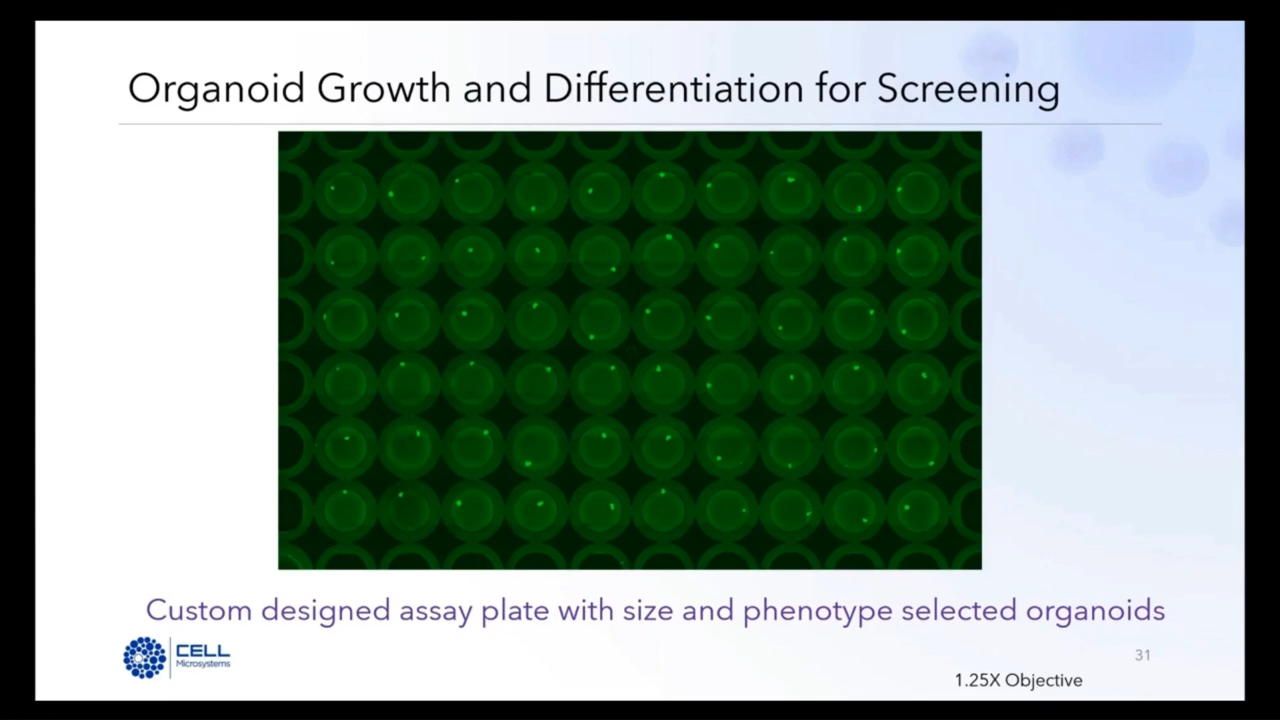 Organoid Growth and Differentiation for Screening
Custom designed assay plate with size and phenotype selected organoids
CELL
Microsystems
31
1.25X Objective